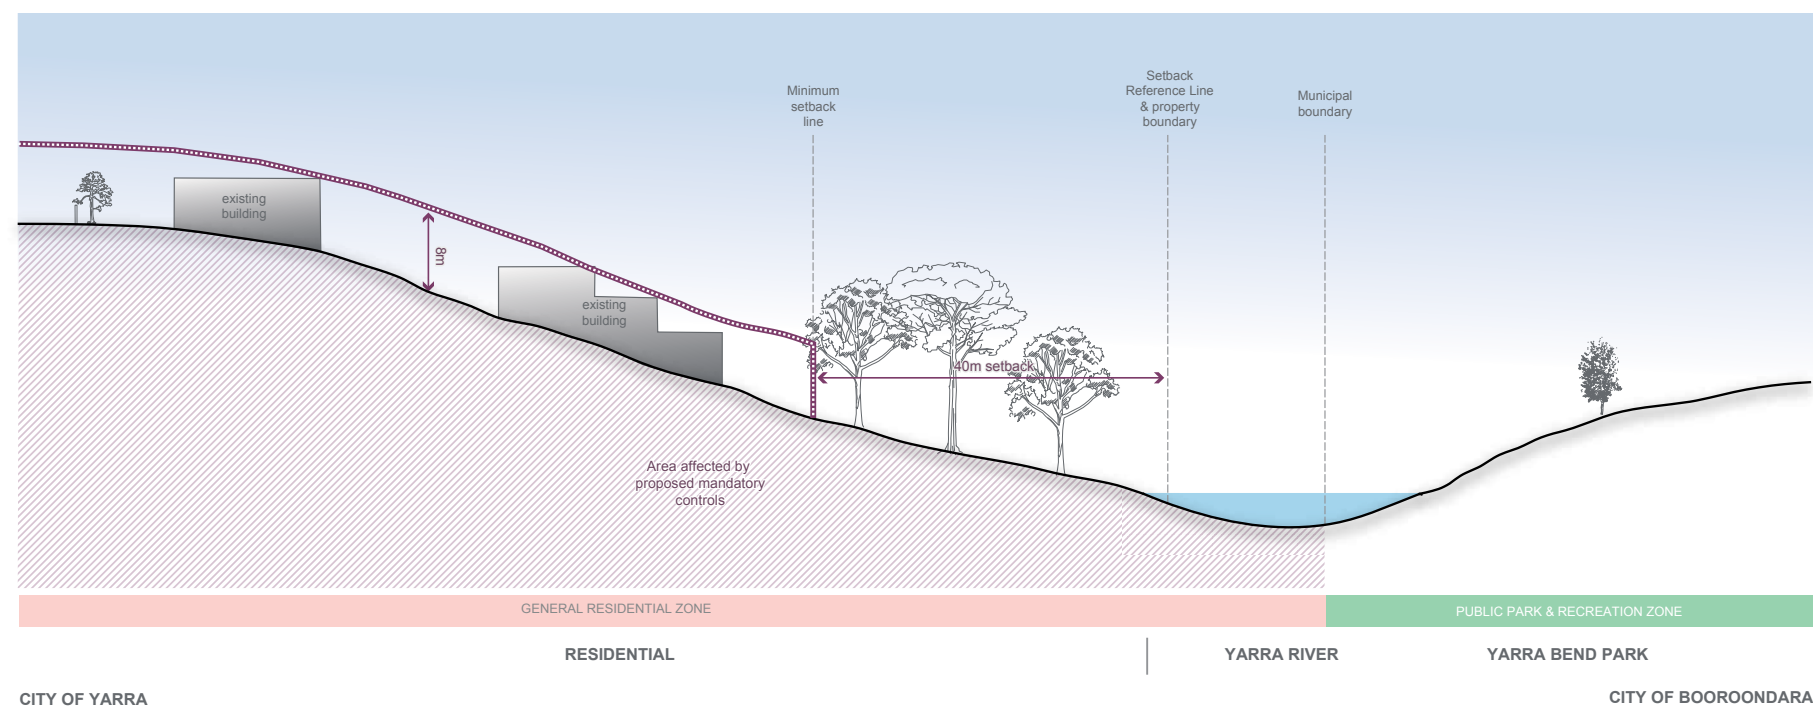 Setback
Reference Line
& property
boundary
Minimum
setback
line
Municipal
boundary
existing
building
8m
existing
building
40m setback
Area affected by
proposed mandatory
controls
GENERAL RESIDENTIAL ZONE
PUBLIC PARK & RECREATION ZONE
RESIDENTIAL
YARRA RIVER
YARRA BEND PARK
CITY OF YARRA
CITY OF BOOROONDARA